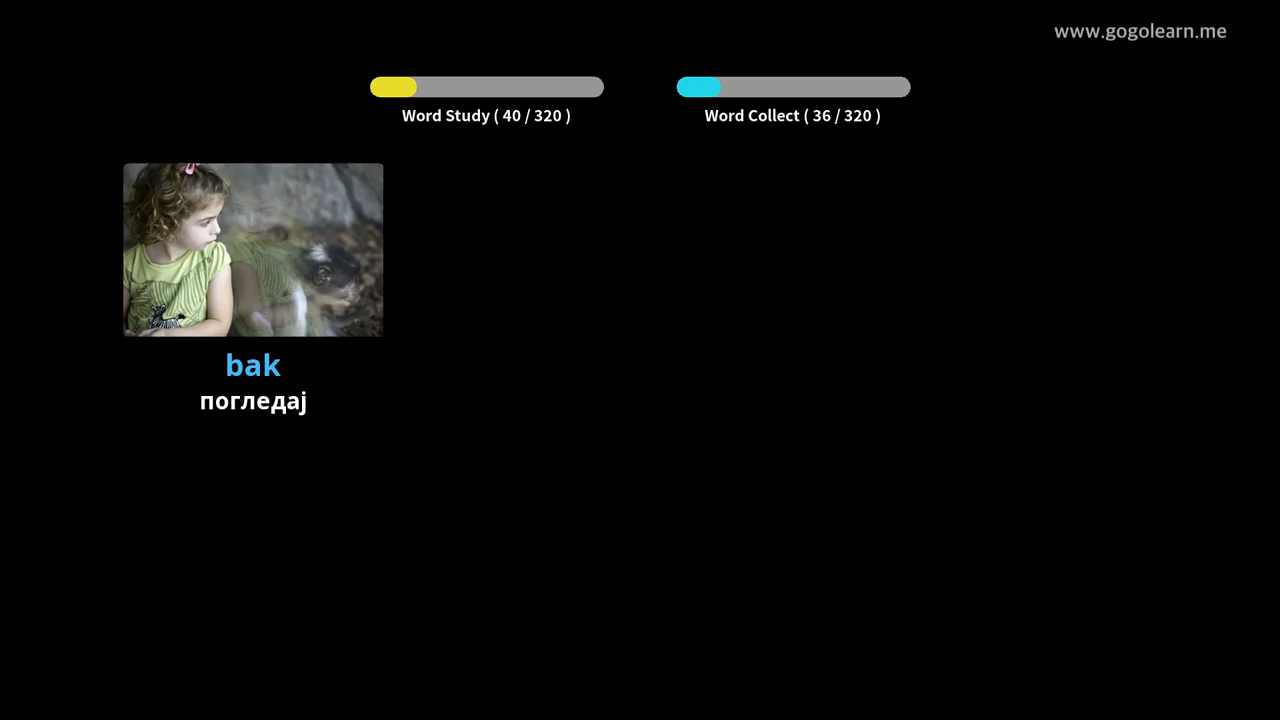 www.gogolearn.me
Word Study ( 40 / 320 )
Word Collect ( 36 / 320 )
bak
погледај